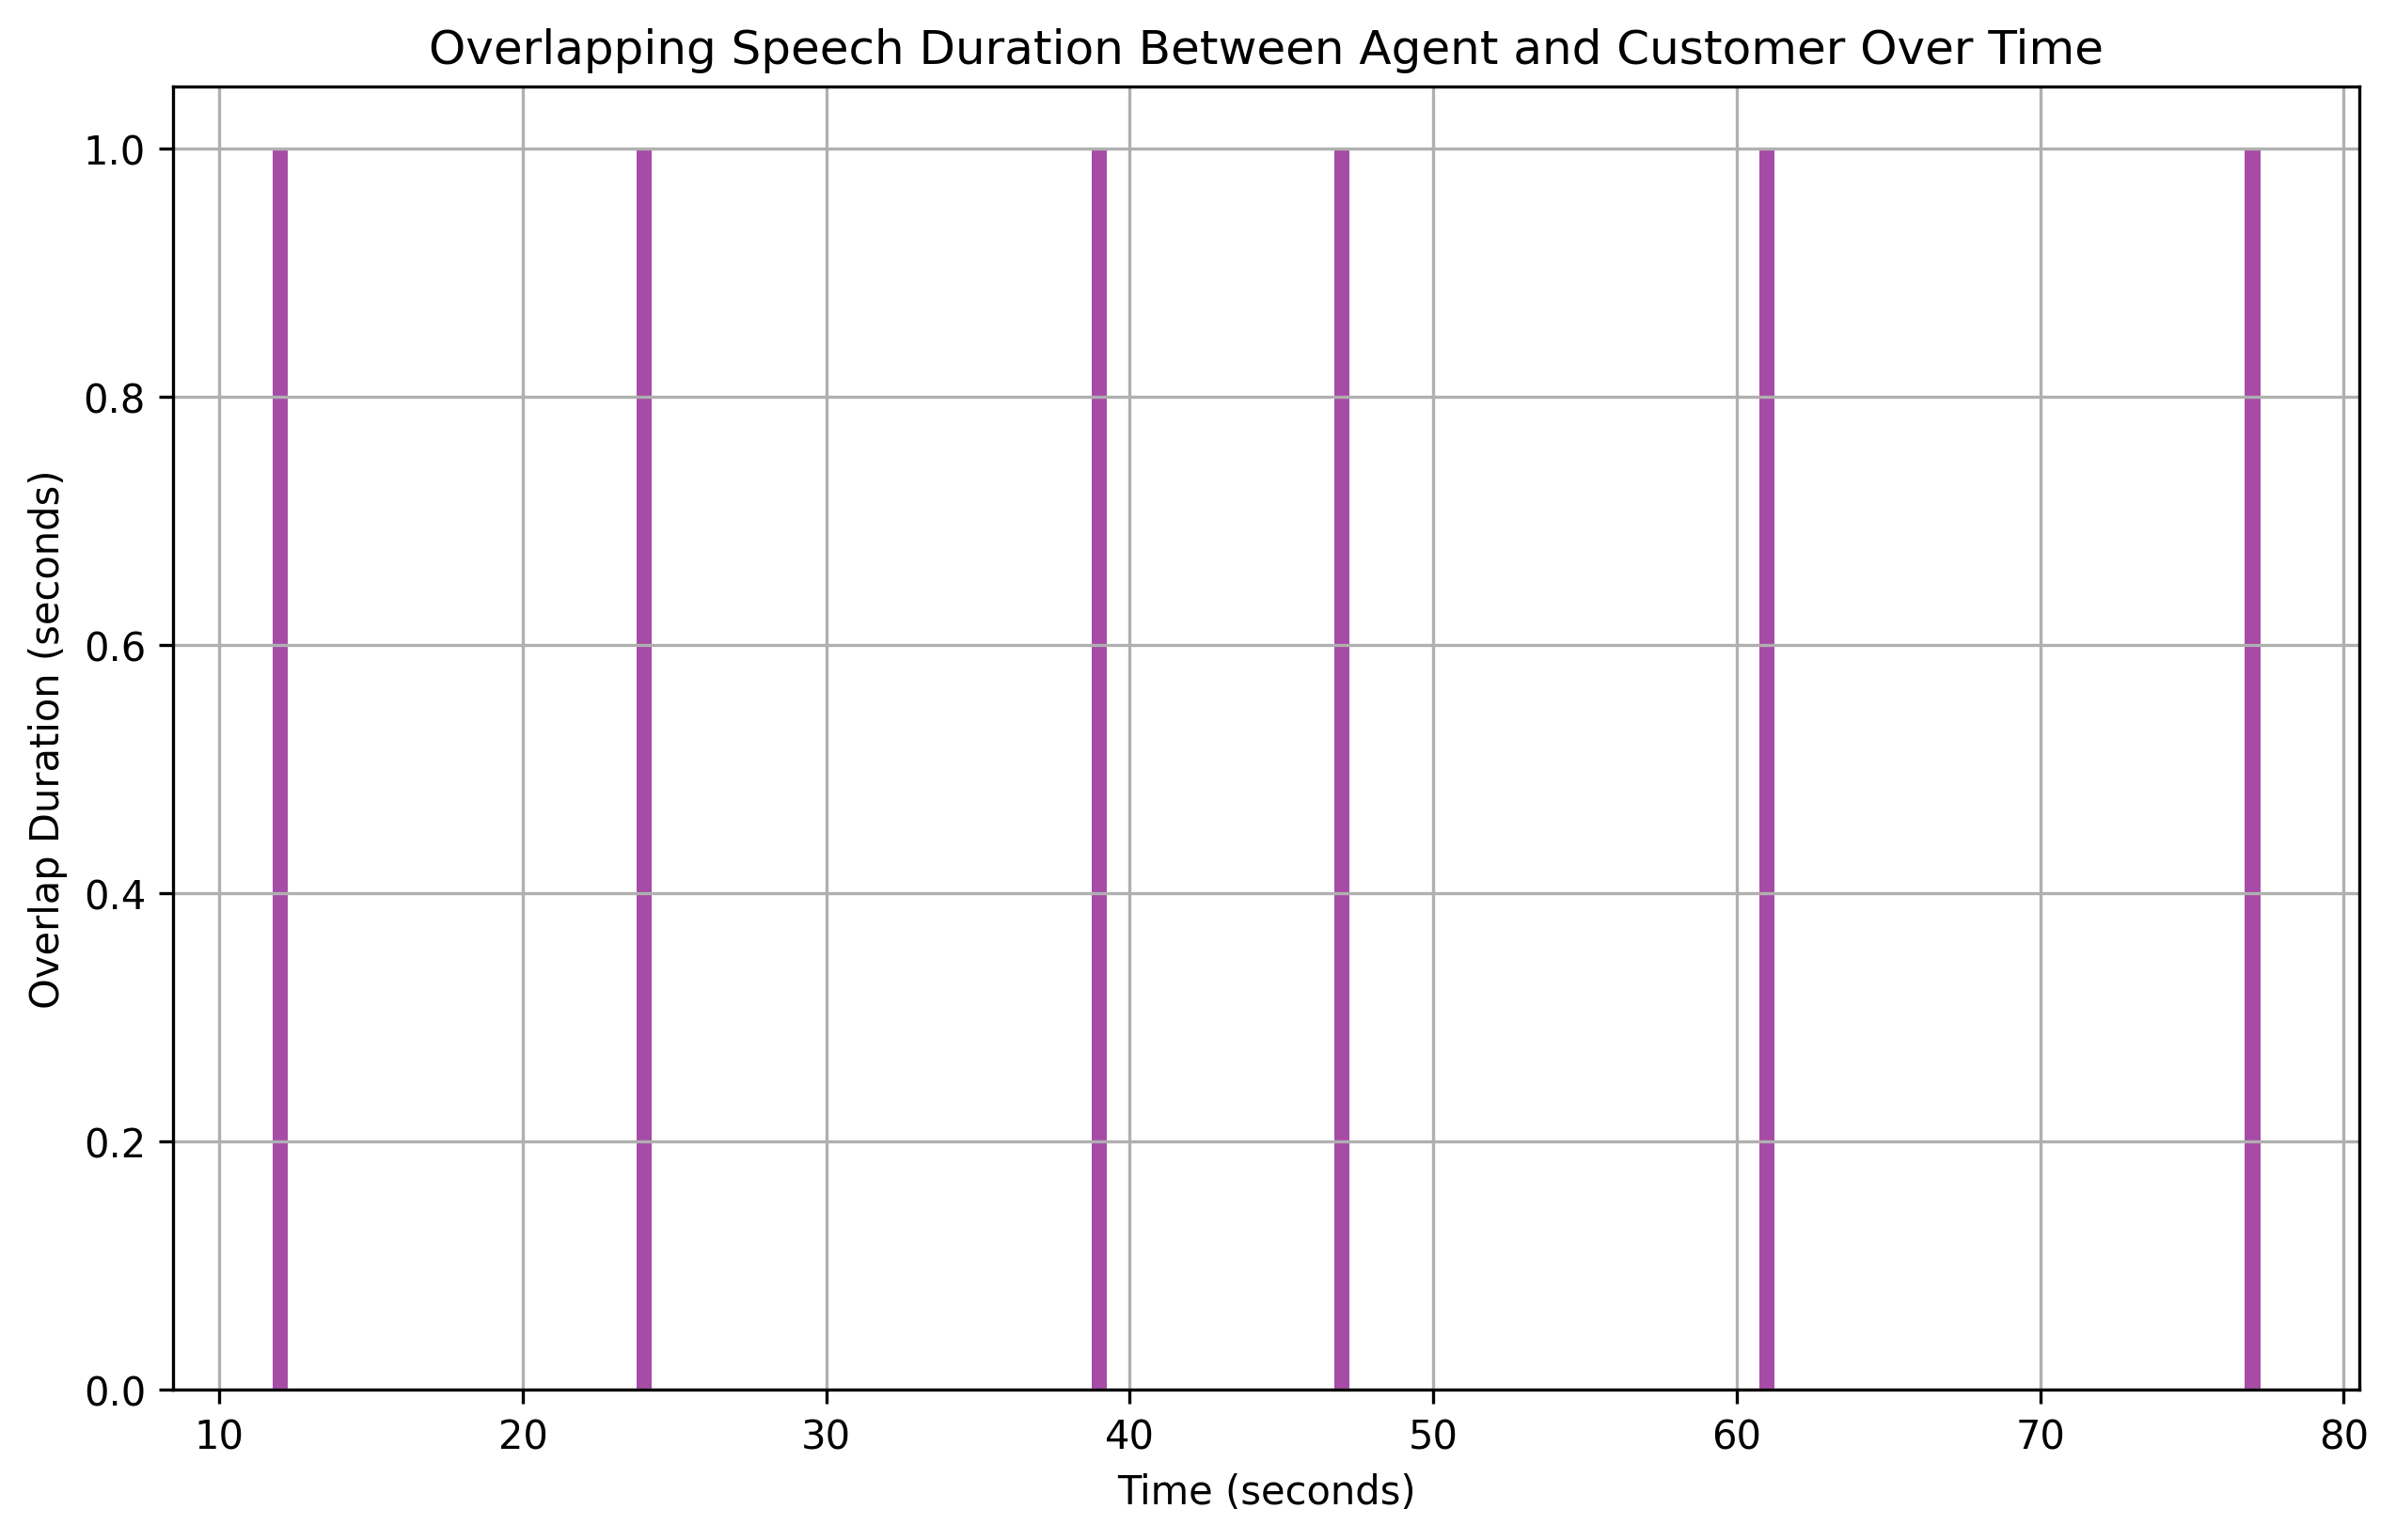 Overlapping Speech Duration Between Agent and Customer Over Time
Overlap Duration (seconds)
1.0
0.8
0.6
0.4
0.2
0.0
10 20 30 40 50 60 70 80
Time (seconds)